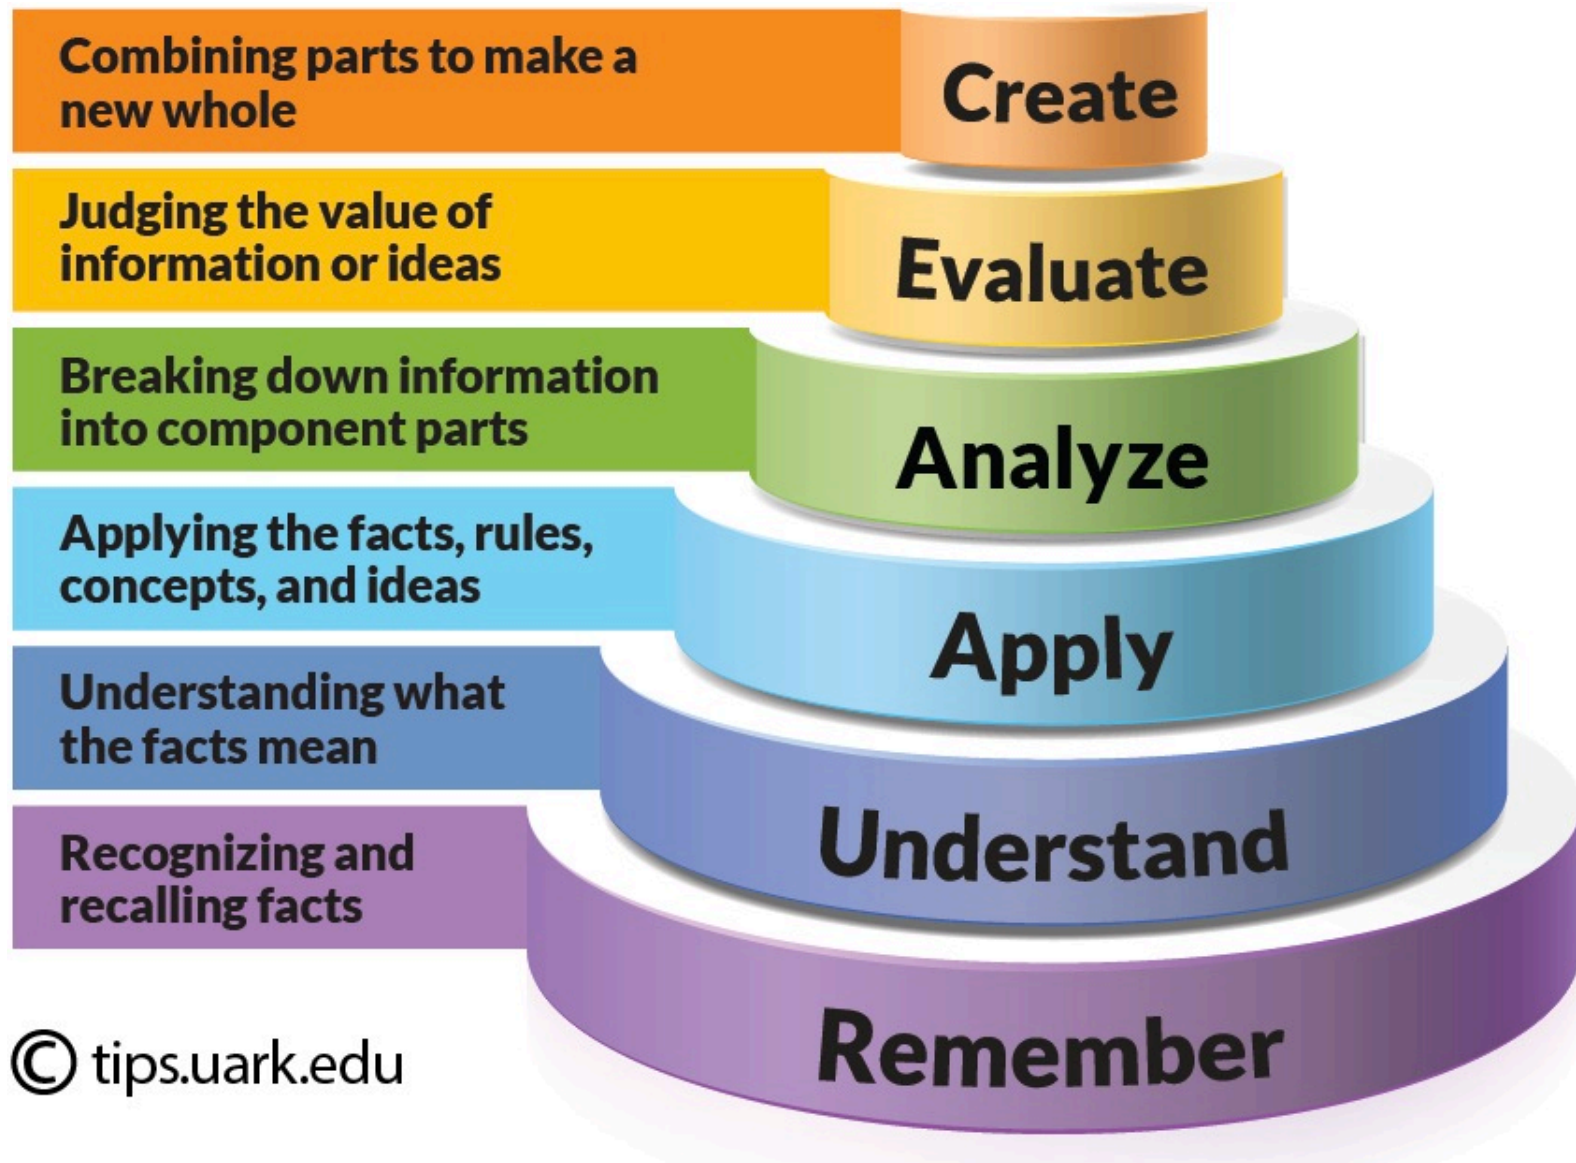 Combining parts to make a
new whole
Create
Judging the value of
information or ideas
Evaluate
Breaking down information
into component parts
Analyze
Applying the facts, rules,
concepts, and ideas
Apply
Understanding what
the facts mean
Understand
Recognizing and
recalling facts
Remember
© tips.uark.edu